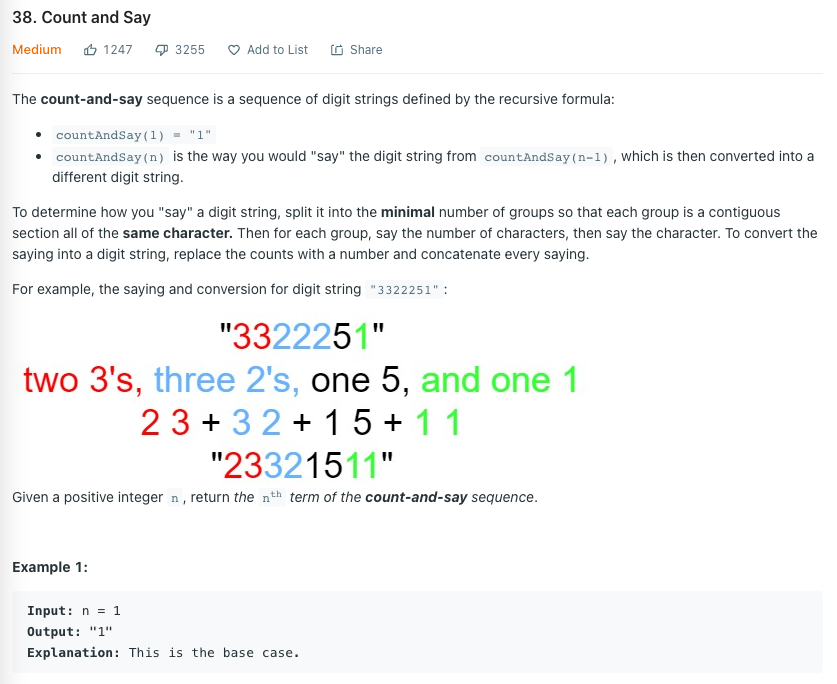 38. Count and Say
Medium 1247 3255 Add to List Share
The count-and-say sequence is a sequence of digit strings defined by the recursive formula:
• countAndSay(1) = "1"
• countAndSay(n) is the way you would "say" the digit string from countAndSay(n-1), which is then converted into a
different digit string.
To determine how you "say" a digit string, split it into the minimal number of groups so that each group is a contiguous
section all of the same character. Then for each group, say the number of characters, then say the character. To convert the
saying into a digit string, replace the counts with a number and concatenate every saying.
For example, the saying and conversion for digit string "3322251":
"3322251"
two 3's, three 2's, one 5, and one 1
2 3 + 3 2 + 1 5 + 1 1
"23321511"
Given a positive integer n, return the nth term of the count-and-say sequence.
Example 1:
Input: n = 1
Output: "1"
Explanation: This is the base case.